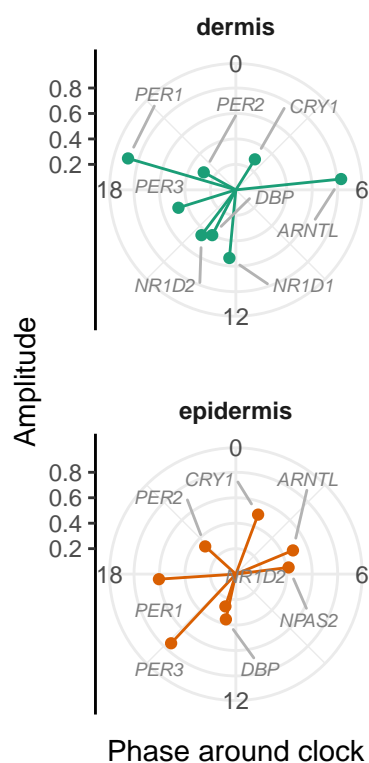 dermis
0
PER1
PER2
CRY1
0.8
0.6
0.4
0.2
18
PER3
DBP
6
ARNTL
NR1D2
NR1D1
12
Amplitude
epidermis
0
CRY1
ARNTL
PER2
0.8
0.6
0.4
0.2
18
6
PER1
NPAS2
PER3
DBP
12
Phase around clock